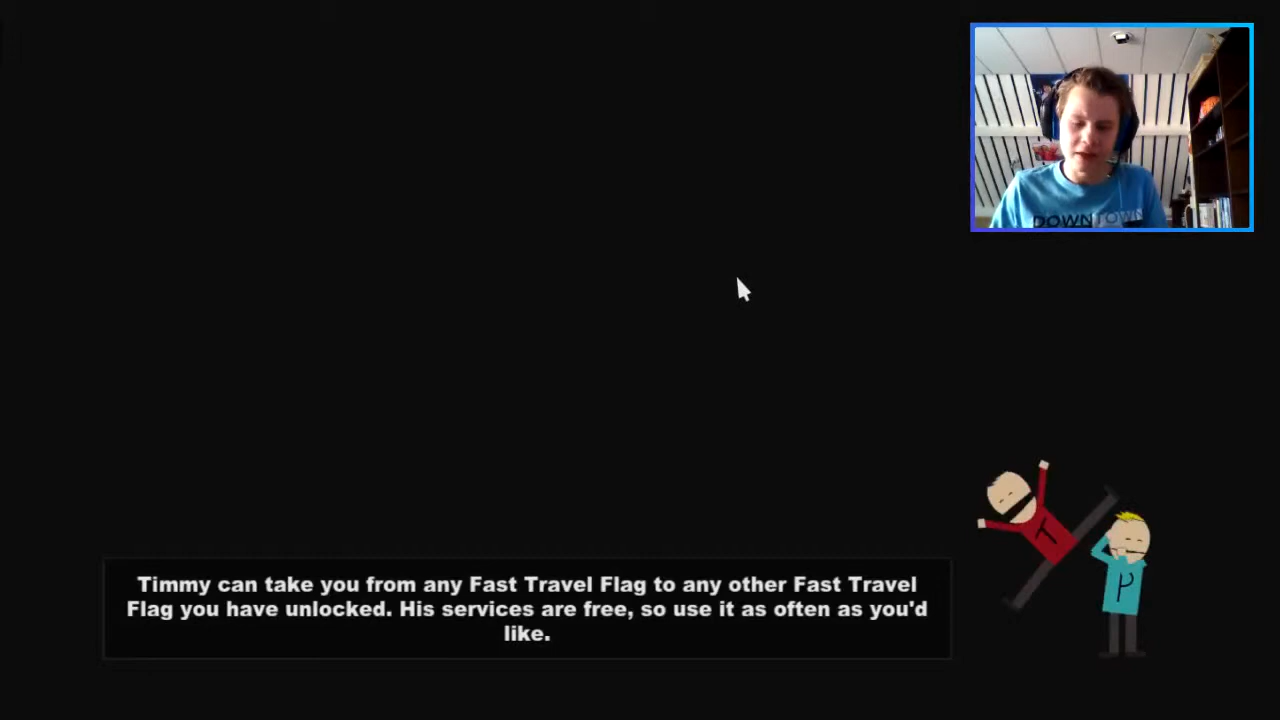 DOWNTOWN
T
P
Timmy can take you from any Fast Travel Flag to any other Fast Travel
Flag you have unlocked. His services are free, so use it as often as you'd
like.